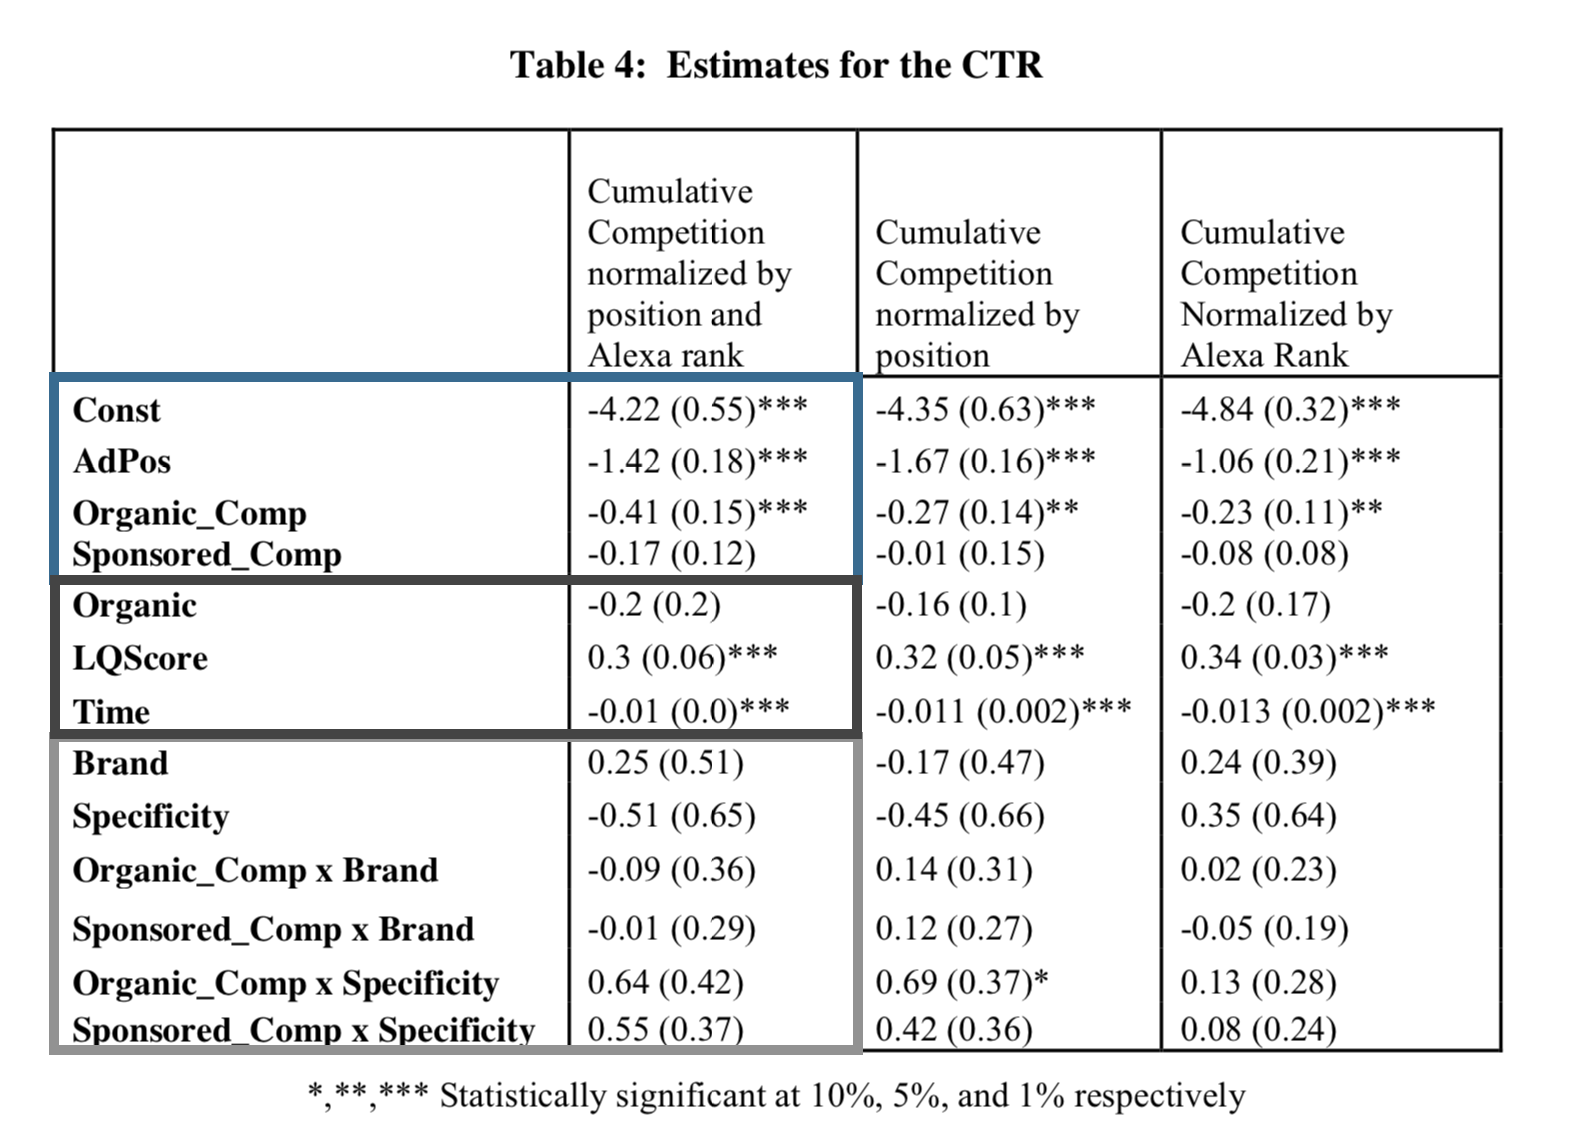 Table 4:  Estimates for the CTR
Cumulative Competition normalized by position and Alexa rank
Cumulative Competition normalized by position
Cumulative Competition Normalized by Alexa Rank
Const -4.22 (0.55)*** -4.35 (0.63)*** -4.84 (0.32)***
AdPos -1.42 (0.18)*** -1.67 (0.16)*** -1.06 (0.21)***
Organic_Comp -0.41 (0.15)*** -0.27 (0.14)** -0.23 (0.11)**
Sponsored_Comp -0.17 (0.12) -0.01 (0.15) -0.08 (0.08)
Organic -0.2 (0.2) -0.16 (0.1) -0.2 (0.17)
LQScore 0.3 (0.06)*** 0.32 (0.05)*** 0.34 (0.03)***
Time -0.01 (0.0)*** -0.011 (0.002)*** -0.013 (0.002)***
Brand 0.25 (0.51) -0.17 (0.47) 0.24 (0.39)
Specificity -0.51 (0.65) -0.45 (0.66) 0.35 (0.64)
Organic_Comp x Brand -0.09 (0.36) 0.14 (0.31) 0.02 (0.23)
Sponsored_Comp x Brand -0.01 (0.29) 0.12 (0.27) -0.05 (0.19)
Organic_Comp x Specificity 0.64 (0.42) 0.69 (0.37)* 0.13 (0.28)
Sponsored_Comp x Specificity 0.55 (0.37) 0.42 (0.36) 0.08 (0.24)
*,**,*** Statistically significant at 10%, 5%, and 1% respectively